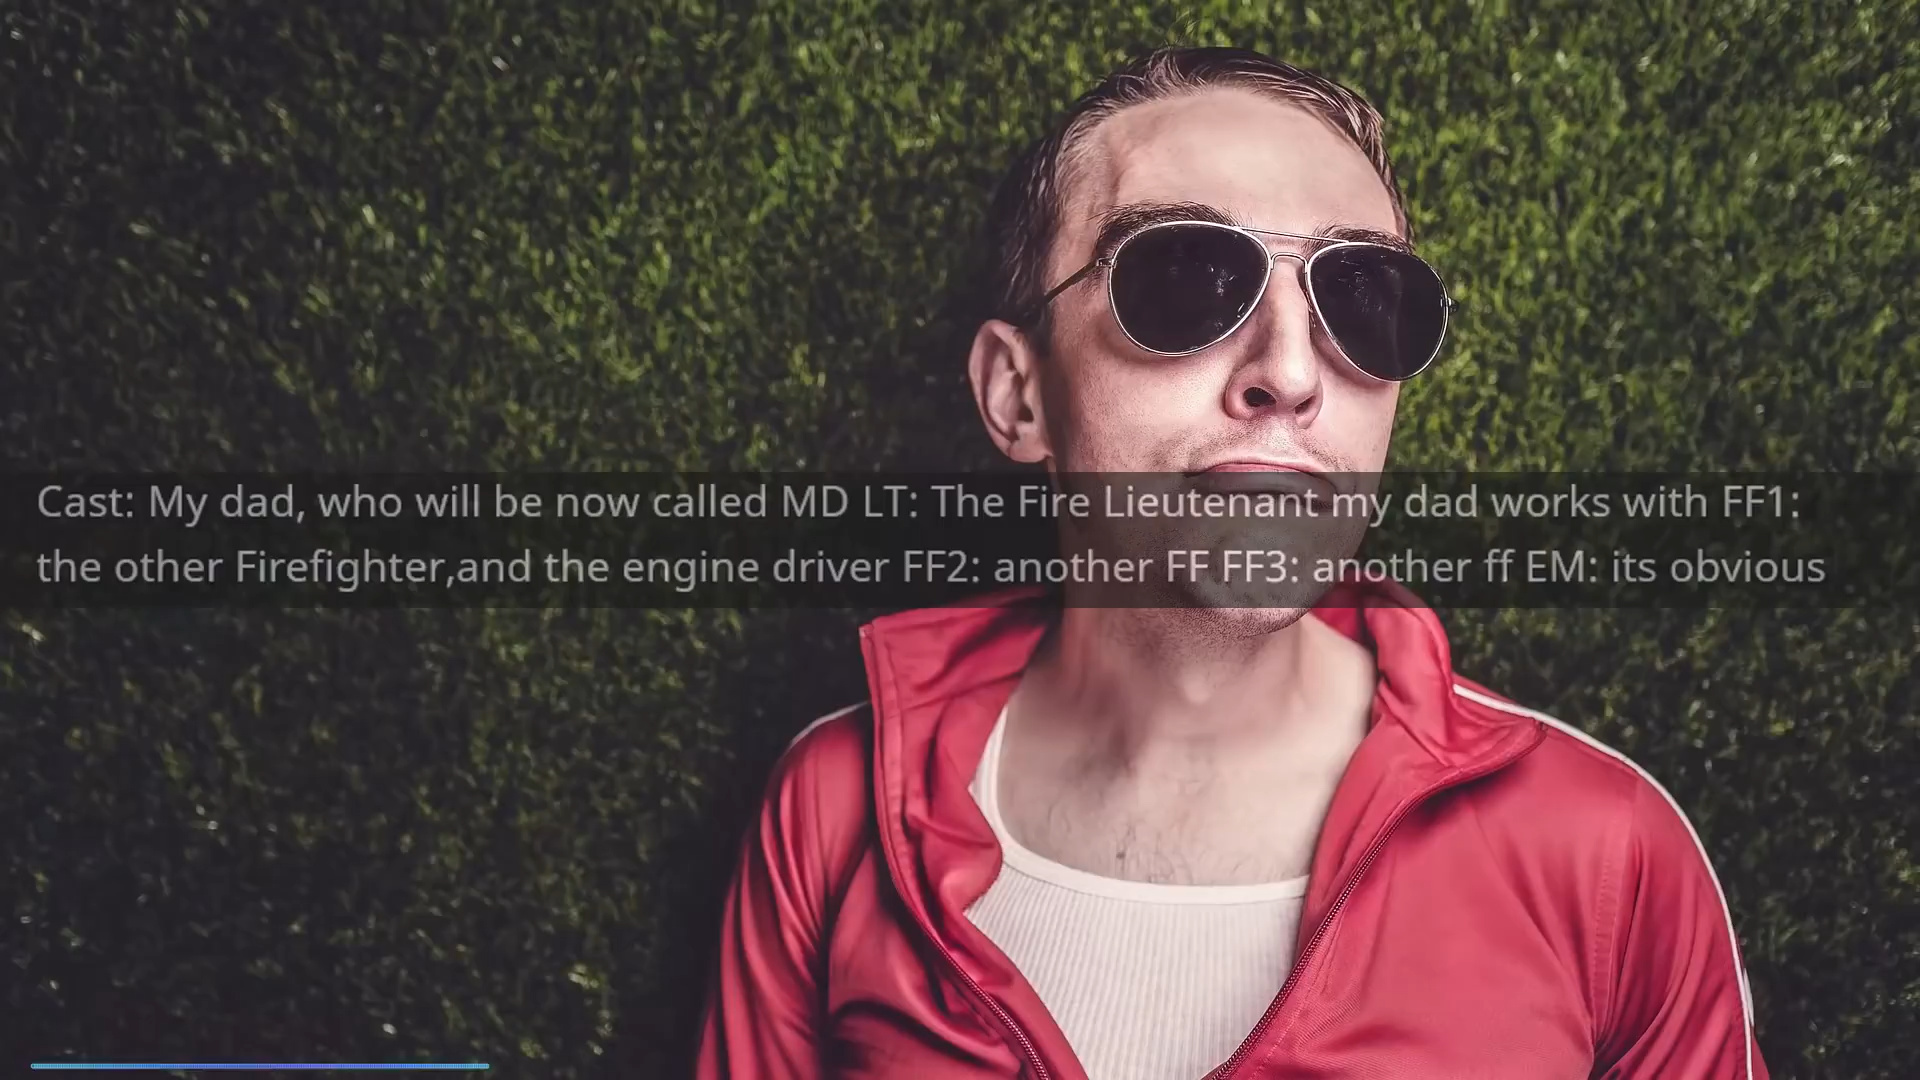 Cast: My dad, who will be now called MD LT: The Fire Lieutenant my dad works with FF1:
the other Firefighter,and the engine driver FF2: another FF FF3: another ff EM: its obvious